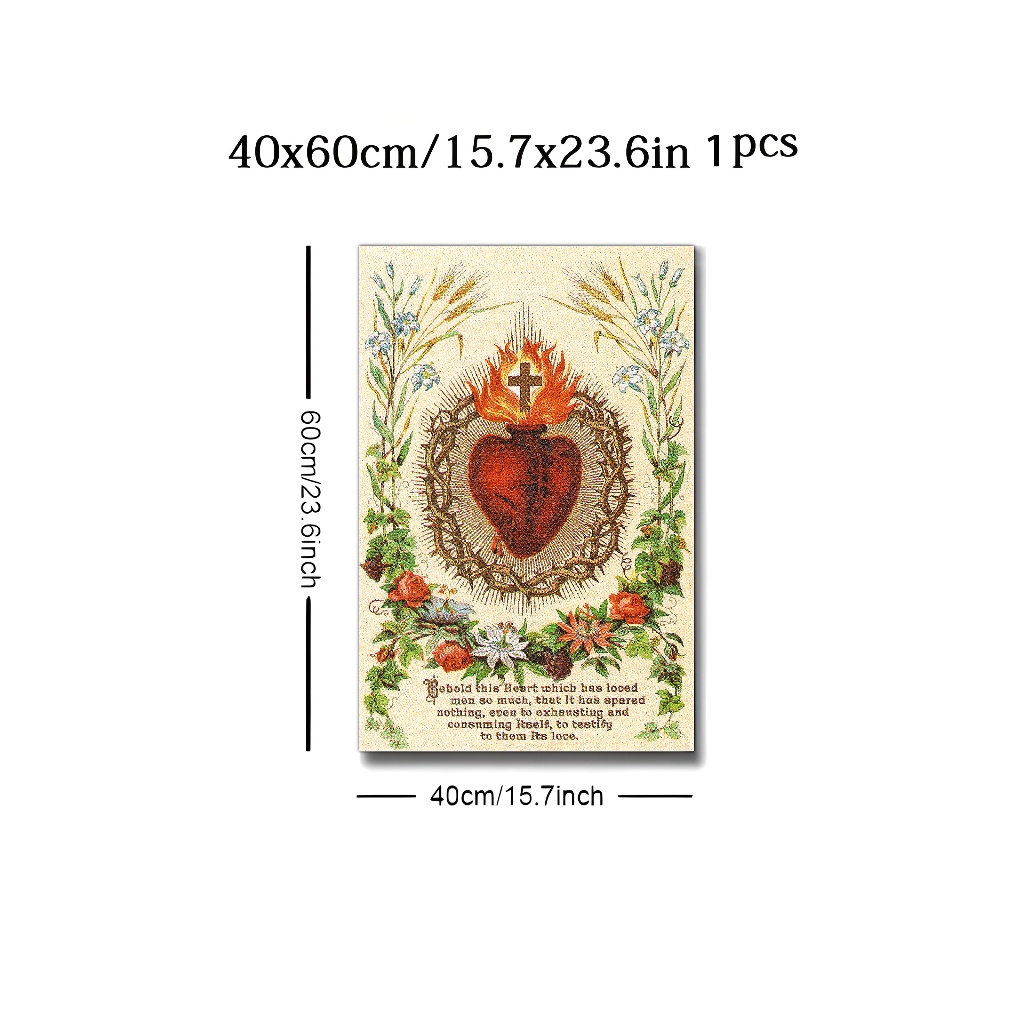 40x60cm/15.7x23.6in 1pcs
60cm/23.6inch
Behold this Heart which has loved
men so much, that It has spared
nothing, even to exhausting and
consuming Itself, to testify
to them Its love.
40cm/15.7inch